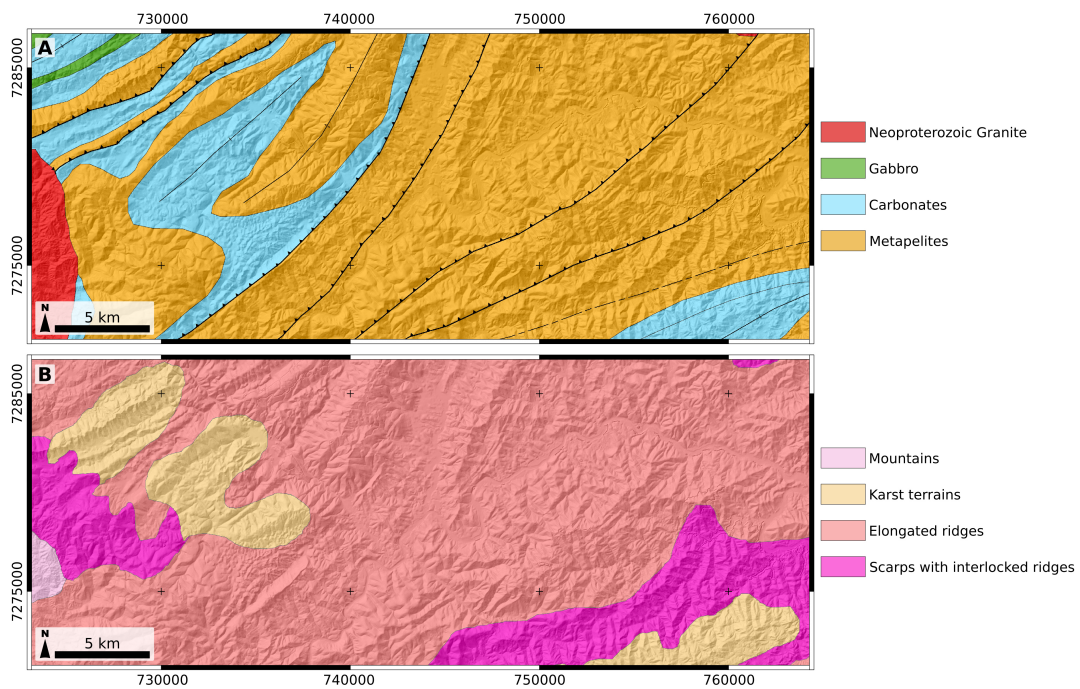 730000 740000 750000 760000
A
7285000
7275000
N
5 km
Neoproterozoic Granite
Gabbro
Carbonates
Metapelites
B
7285000
7275000
N
5 km
Mountains
Karst terrains
Elongated ridges
Scarps with interlocked ridges
730000 740000 750000 760000